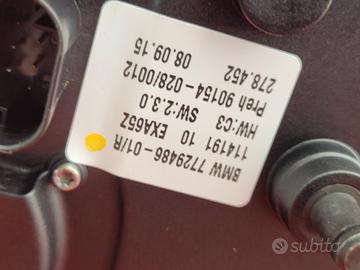 BMW 7729486-01/R
114191 10 EXA65Z
HW:C3 SW:2.3.0
Preh 90154-028/0012
08.09.15 278.452
subito